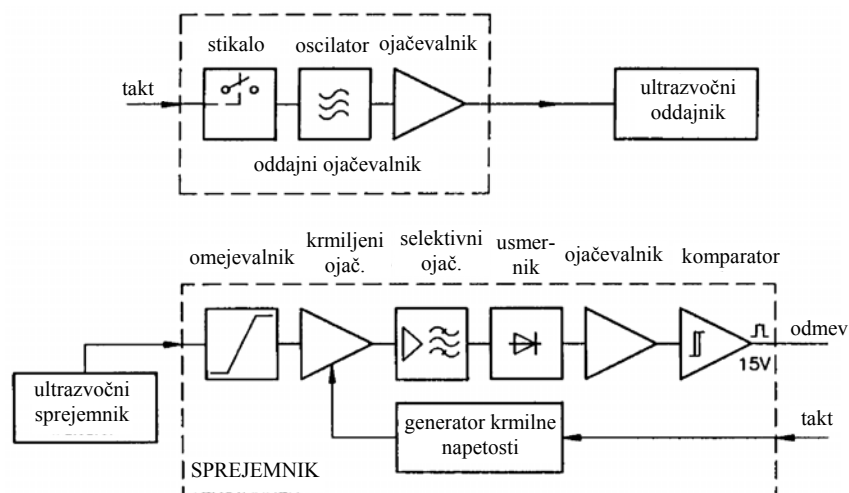 stikalo oscilator ojačevalnik
takt
ultrazvočni
oddajnik
oddajni ojačevalnik
omejevalnik
krmiljeni
ojač.
selektivni
ojač.
usmer-
nik
ojačevalnik
komparator
odmev
15V
ultrazvočni
sprejemnik
generator krmilne
napetosti
takt
SPREJEMNIK